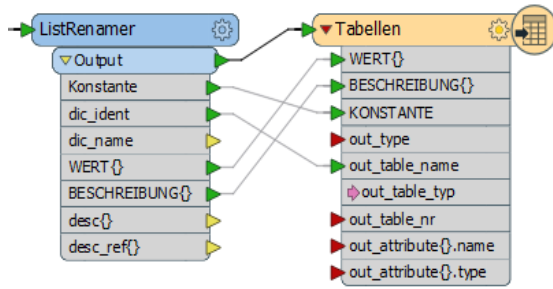 ListRenamer
Output
Konstante
dic_ident
dic_name
WERT{}
BESCHREIBUNG{}
desc{}
desc_ref{}
Tabellen
WERT{}
BESCHREIBUNG{}
KONSTANTE
out_type
out_table_name
out_table_typ
out_table_nr
out_attribute{}.name
out_attribute{}.type